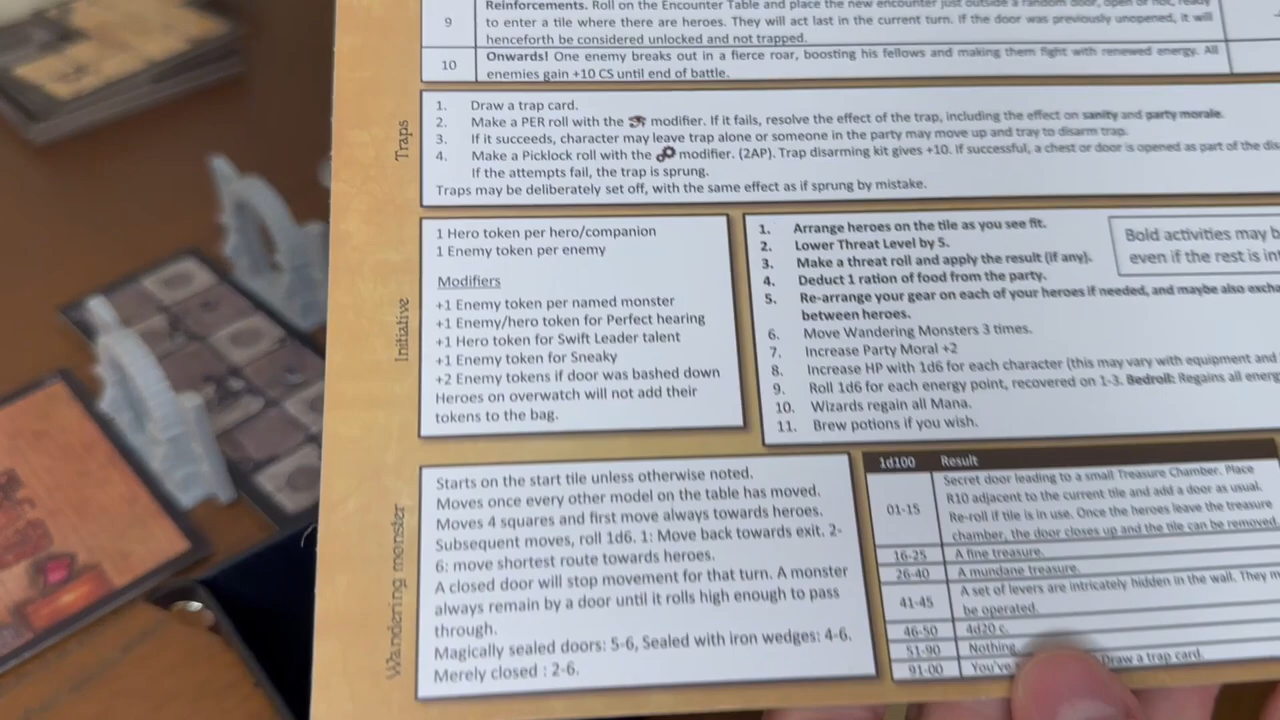 Reinforcements. Roll on the Encounter Table and place the new encounter just outside a random door, open or not, ready
9 to enter a tile where there are heroes. They will act last in the current turn. If the door was previously unopened, it will
henceforth be considered unlocked and not trapped.
10 Onwards! One enemy breaks out in a fierce roar, boosting his fellows and making them fight with renewed energy. All
enemies gain +10 CS until end of battle.
Traps
1. Draw a trap card.
2. Make a PER roll with the modifier. If it fails, resolve the effect of the trap, including the effect on sanity and party morale.
3. If it succeeds, character may leave trap alone or someone in the party may move up and tray to disarm trap.
4. Make a Picklock roll with the modifier. (2AP). Trap disarming kit gives +10. If successful, a chest or door is opened as part of the
If the attempts fail, the trap is sprung.
Traps may be deliberately set off, with the same effect as if sprung by mistake.
Initiative
1 Hero token per hero/companion
1 Enemy token per enemy
Modifiers
+1 Enemy token per named monster
+1 Enemy/hero token for Perfect hearing
+1 Hero token for Swift Leader talent
+1 Enemy token for Sneaky
+2 Enemy tokens if door was bashed down
Heroes on overwatch will not add their
tokens to the bag.
1. Arrange heroes on the tile as you see fit.
2. Lower Threat Level by 5.
3. Make a threat roll and apply the result (if any).
4. Deduct 1 ration of food from the party.
5. Re-arrange your gear on each of your heroes if needed, and maybe also
between heroes.
6. Move Wandering Monsters 3 times.
7. Increase Party Moral +2
8. Increase HP with 1d6 for each character (this may vary with equipment and
9. Roll 1d6 for each energy point, recovered on 1-3. Bedroll: Regains all
10. Wizards regain all Mana.
11. Brew potions if you wish.
Bold activities may
even if the rest is
Wandering monster
Starts on the start tile unless otherwise noted.
Moves once every other model on the table has moved.
Moves 4 squares and first move always towards heroes.
Subsequent moves, roll 1d6. 1: Move back towards exit. 2-
6: move shortest route towards heroes.
A closed door will stop movement for that turn. A monster
always remain by a door until it rolls high enough to pass
through.
Magically sealed doors: 5-6, Sealed with iron wedges: 4-6.
Merely closed : 2-6.
1d100 Result
Secret door leading to a small Treasure Chamber. Place
01-15 R10 adjacent to the current tile and add a door as usual.
Re-roll if tile is in use. Once the heroes leave the treasure
chamber, the door closes up and the tile can be removed
16-25 A fine treasure.
26-40 A mundane treasure.
41-45 A set of levers are intricately hidden in the wall. They
be operated.
46-50 4d20 c.
51-90 Nothing
91-00 You've Draw a trap card.